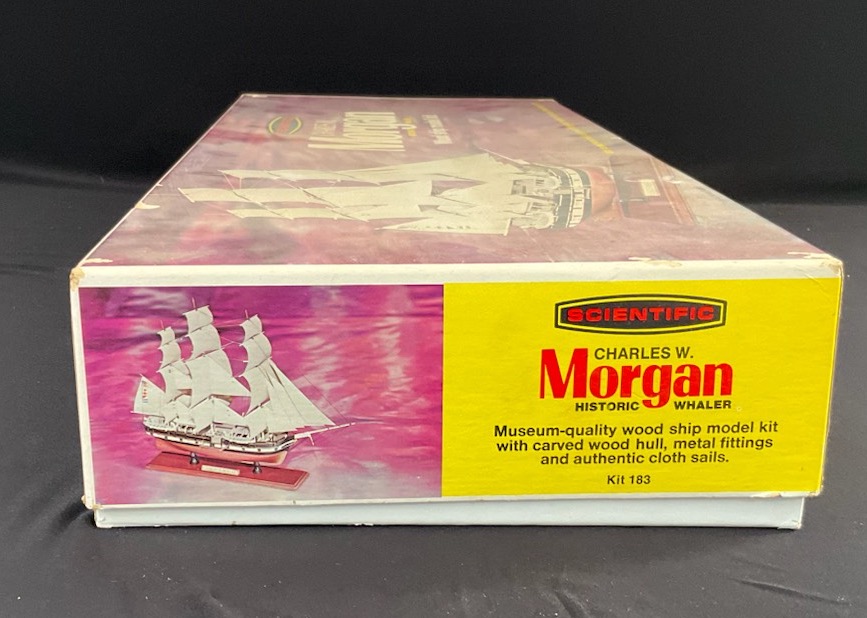 Morgan
SCIENTIFIC
CHARLES W.
Morgan
HISTORIC WHALER
Museum-quality wood ship model kit
with carved wood hull, metal fittings
and authentic cloth sails.
Kit 183